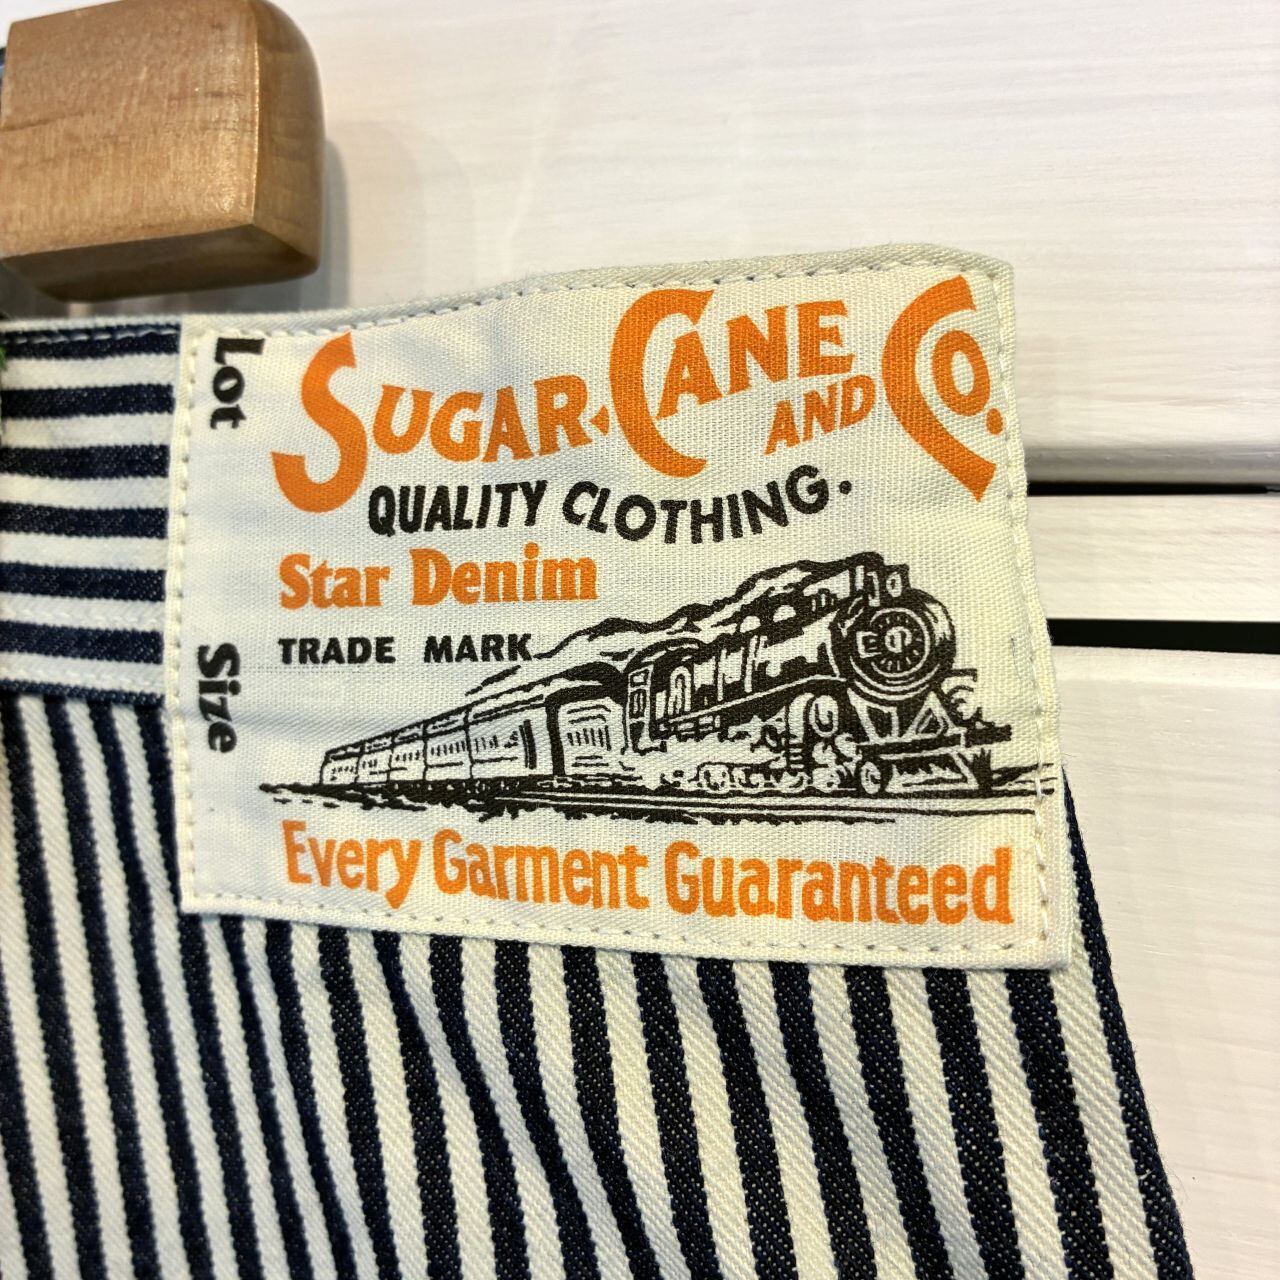 Lot
SUGAR-CANE AND Co.
QUALITY CLOTHING.
Star Denim
TRADE MARK
Size
Every Garment Guaranteed